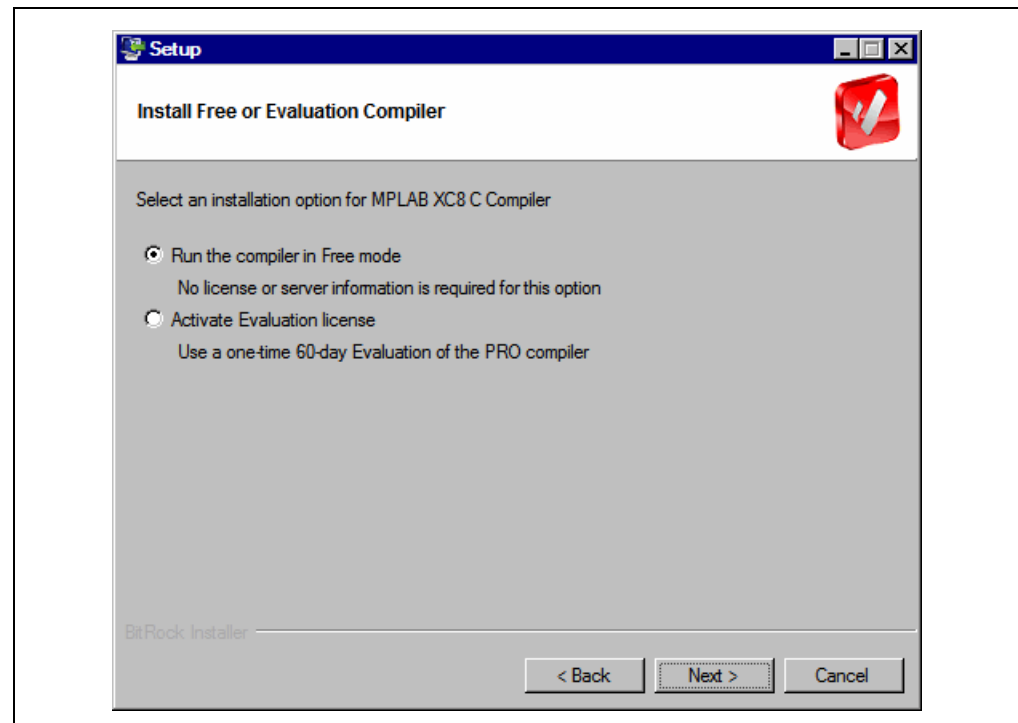 Setup
Install Free or Evaluation Compiler
Select an installation option for MPLAB XC8 C Compiler
Run the compiler in Free mode
No license or server information is required for this option
Activate Evaluation license
Use a one-time 60-day Evaluation of the PRO compiler
BitRock Installer
< Back Next > Cancel